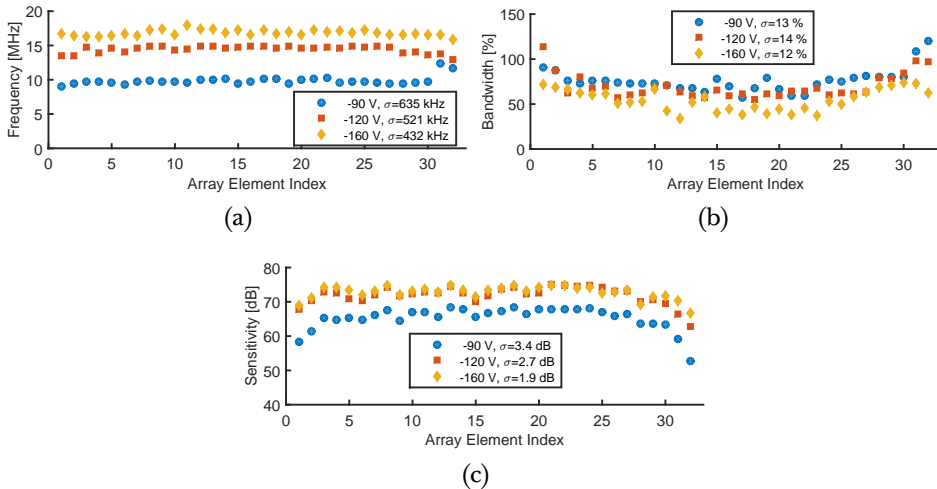 20
15
10
5
0
Frequency [MHz]
-90 V, σ=635 kHz
-120 V, σ=521 kHz
-160 V, σ=432 kHz
0 5 10 15 20 25 30
Array Element Index
(a)
150
100
50
0
Bandwidth [%]
-90 V, σ=13 %
-120 V, σ=14 %
-160 V, σ=12 %
0 5 10 15 20 25 30
Array Element Index
(b)
80
70
60
50
40
Sensitivity [dB]
-90 V, σ=3.4 dB
-120 V, σ=2.7 dB
-160 V, σ=1.9 dB
0 5 10 15 20 25 30
Array Element Index
(c)